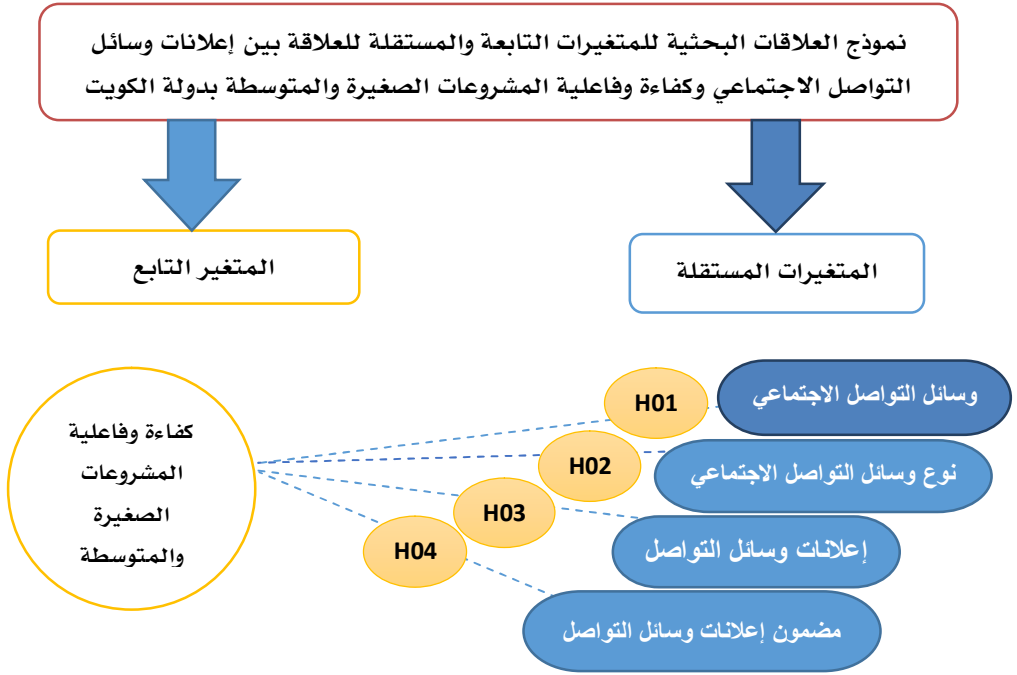 نموذج العلاقات البحثية للمتغيرات التابعة والمستقلة للعلاقة بين إعلانات وسائل
التواصل الاجتماعي وكفاءة وفاعلية المشروعات الصغيرة والمتوسطة بدولة الكويت
المتغيرات المستقلة
المتغير التابع
وسائل التواصل الاجتماعي
H01
نوع وسائل التواصل الاجتماعي
H02
إعلانات وسائل التواصل
H03
مضمون إعلانات وسائل التواصل
H04
كفاءة وفاعلية
المشروعات
الصغيرة
والمتوسطة